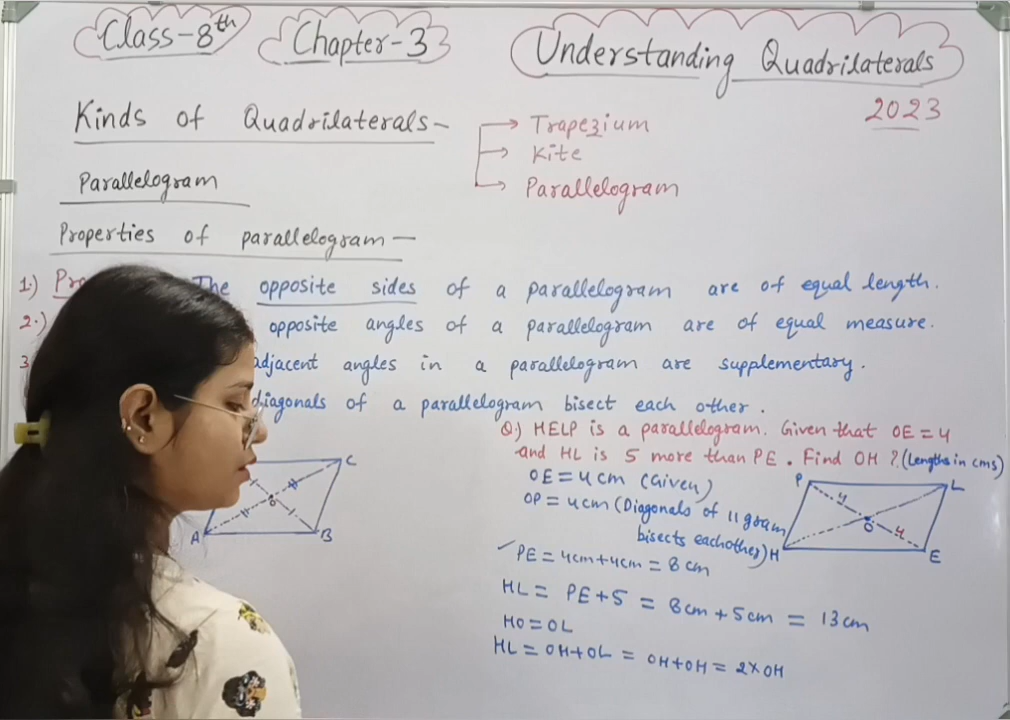 Class-8th Chapter-3 Understanding Quadrilaterals
2023
Kinds of Quadrilaterals-
→ Trapezium
→ Kite
→ Parallelogram
Parallelogram
Properties of parallelogram -
1.) The opposite sides of a parallelogram are of equal length.
2.) opposite angles of a parallelogram are of equal measure.
3 adjacent angles in a parallelogram are supplementary.
diagonals of a parallelogram bisect each other.
Q.) HELP is a parallelogram. Given that OE = 4
and HL is 5 more than PE. Find OH ? (Lengths in cms)
OE = 4 cm (Given)
OP = 4 cm (Diagonals of || gram
bisects eachother)
PE = 4cm + 4cm = 8 cm
HL = PE + 5 = 8cm + 5cm = 13 cm
HO = OL
HL = OH + OL = OH + OH = 2 × OH
C
O
A B
P L
4
O 4
H E